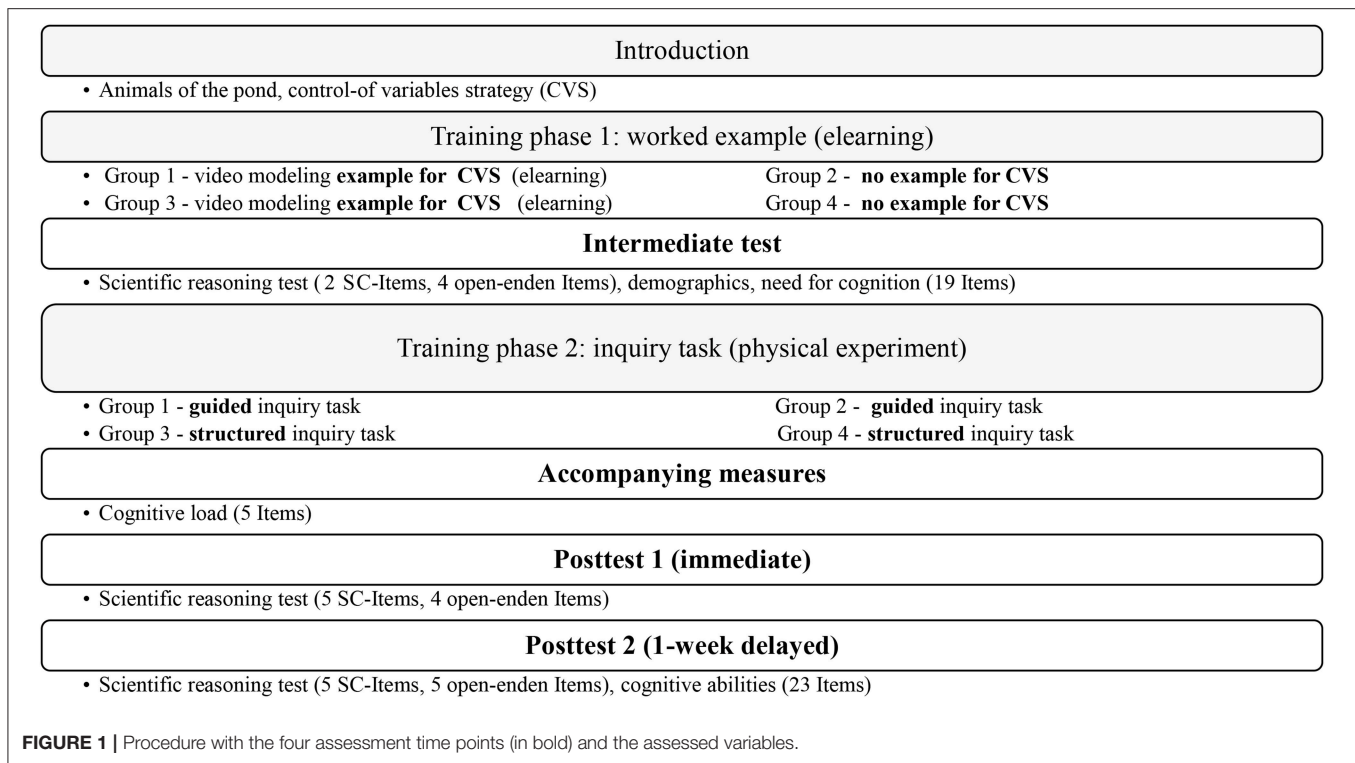 Introduction
• Animals of the pond, control-of variables strategy (CVS)
Training phase 1: worked example (elearning)
• Group 1 - video modeling example for CVS (elearning) Group 2 - no example for CVS
• Group 3 - video modeling example for CVS (elearning) Group 4 - no example for CVS
Intermediate test
• Scientific reasoning test (2 SC-Items, 4 open-enden Items), demographics, need for cognition (19 Items)
Training phase 2: inquiry task (physical experiment)
• Group 1 - guided inquiry task Group 2 - guided inquiry task
• Group 3 - structured inquiry task Group 4 - structured inquiry task
Accompanying measures
• Cognitive load (5 Items)
Posttest 1 (immediate)
• Scientific reasoning test (5 SC-Items, 4 open-enden Items)
Posttest 2 (1-week delayed)
• Scientific reasoning test (5 SC-Items, 5 open-enden Items), cognitive abilities (23 Items)
FIGURE 1 | Procedure with the four assessment time points (in bold) and the assessed variables.